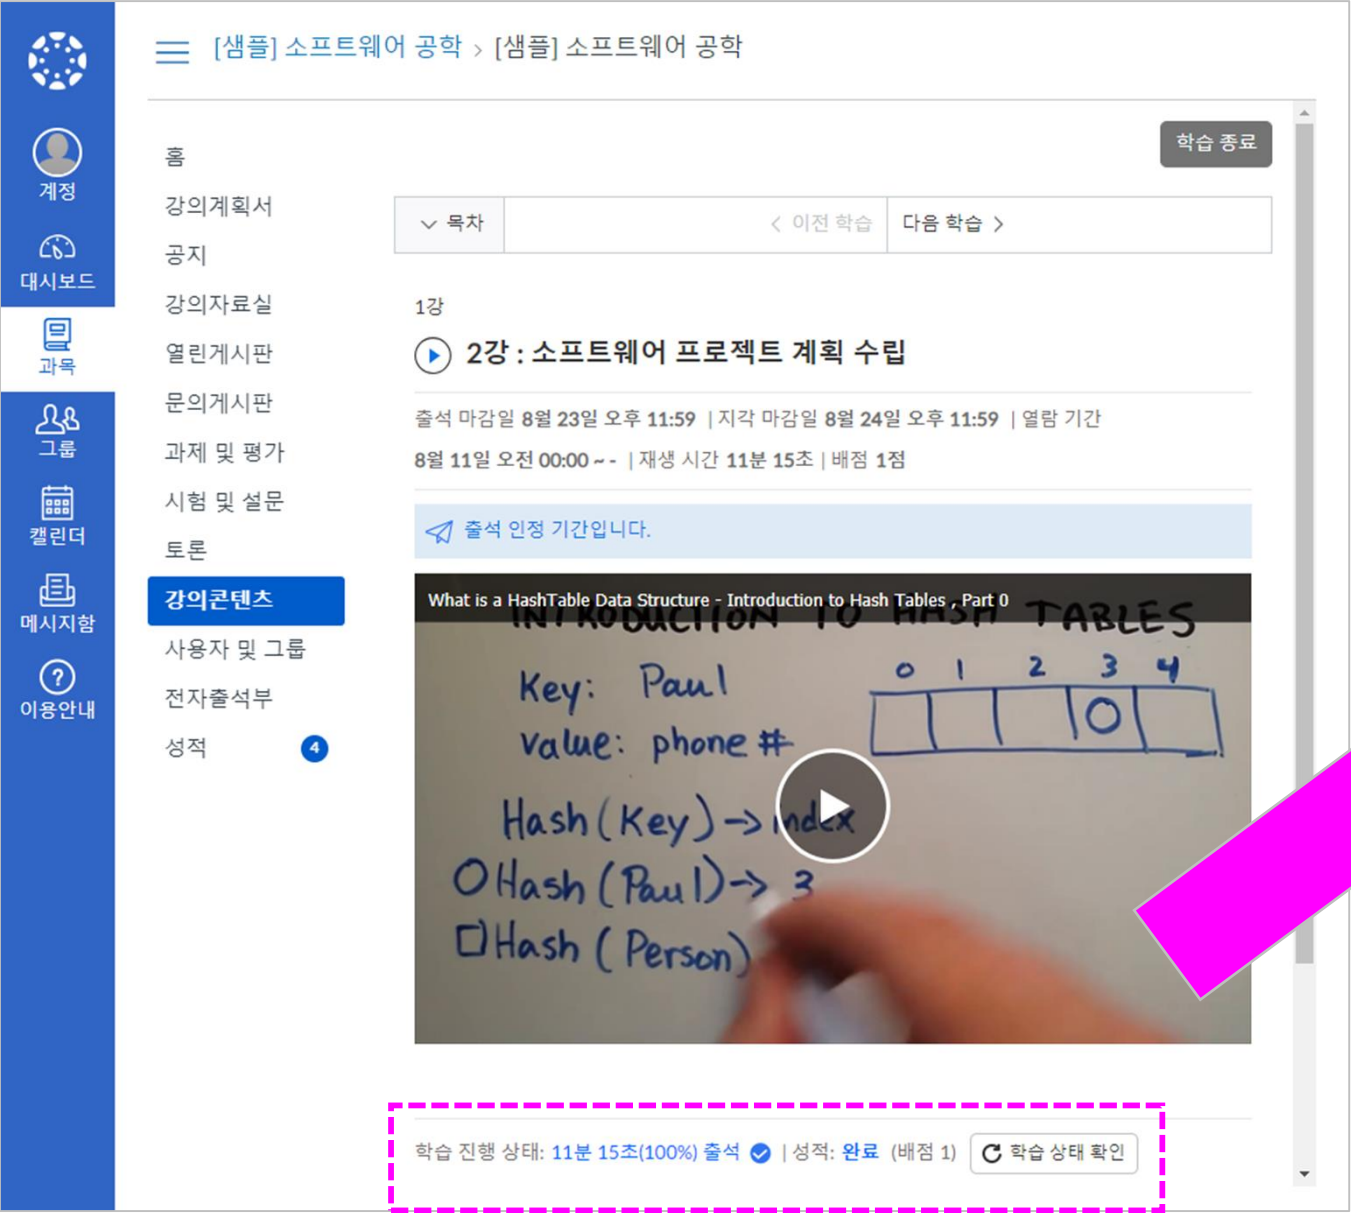 [샘플] 소프트웨어 공학 › [샘플] 소프트웨어 공학
계정
대시보드
과목
그룹
캘린더
메시지함
이용안내
홈
강의계획서
공지
강의자료실
열린게시판
문의게시판
과제 및 평가
시험 및 설문
토론
강의콘텐츠
사용자 및 그룹
전자출석부
성적 4
학습 종료
목차
< 이전 학습
다음 학습 >
1강
2강 : 소프트웨어 프로젝트 계획 수립
출석 마감일 8월 23일 오후 11:59 | 지각 마감일 8월 24일 오후 11:59 | 열람 기간
8월 11일 오전 00:00 ~ - | 재생 시간 11분 15초 | 배점 1점
출석 인정 기간입니다.
What is a HashTable Data Structure - Introduction to Hash Tables , Part 0
INTRODUCTION TO HASH TABLES
Key: Paul
value: phone #
0 1 2 3 4
Hash (Key) -> index
Hash (Paul) -> 3
Hash (Person)
학습 진행 상태: 11분 15초(100%) 출석 | 성적: 완료 (배점 1)
학습 상태 확인